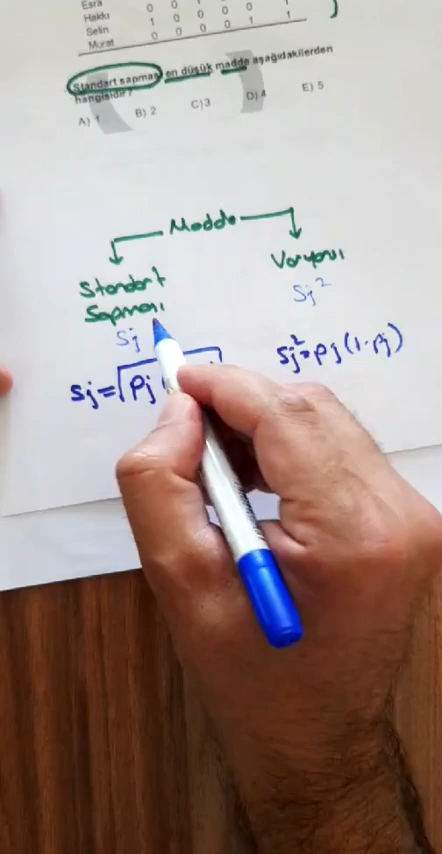 Esra 0 0
Hakkı 0 0 0 0 0 1
Selin 1 0 0 0 0 1
Murat 0 0 0 0 1 1
Standart sapması en düşük madde aşağıdakilerden
hangisidir?
A) 1 B) 2 C) 3 D) 4 E) 5
Madde
Standart Varyansı
Sapması Sj²
Sj
Sj=√Pj Sj²=Pj(1-Pj)